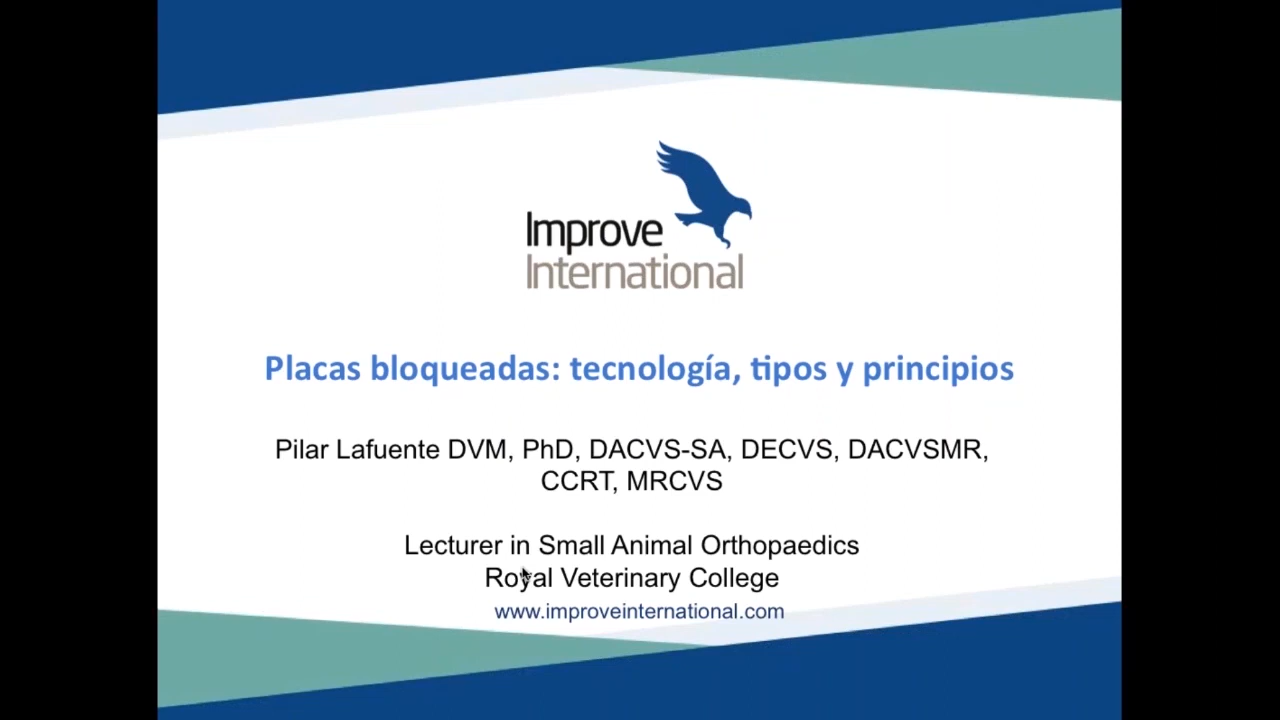 Improve
International
Placas bloqueadas: tecnología, tipos y principios
Pilar Lafuente DVM, PhD, DACVS-SA, DECVS, DACVSMR,
CCRT, MRCVS
Lecturer in Small Animal Orthopaedics
Royal Veterinary College
www.improveinternational.com